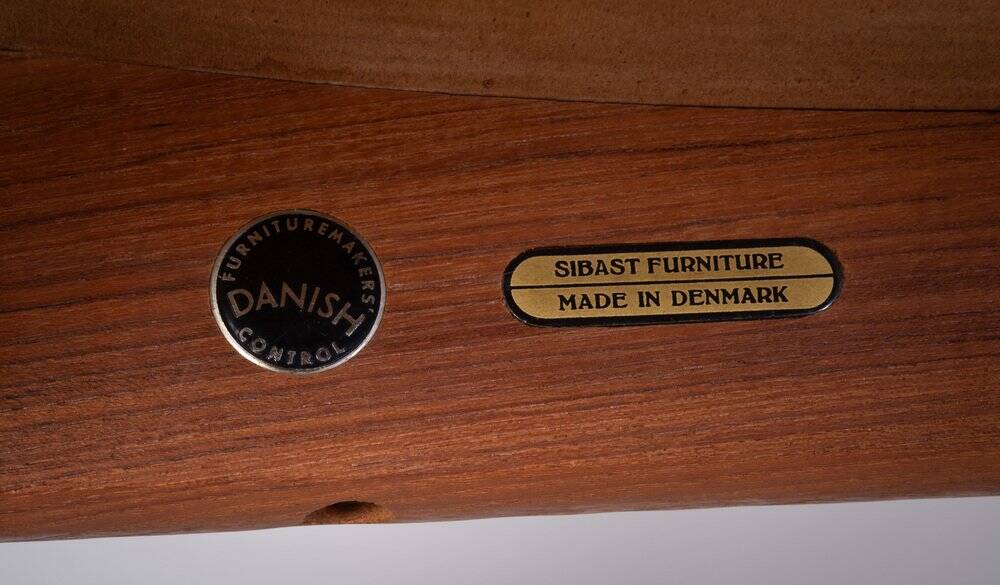 FURNITUREMAKERS'
DANISH
CONTROL
SIBAST FURNITURE
MADE IN DENMARK